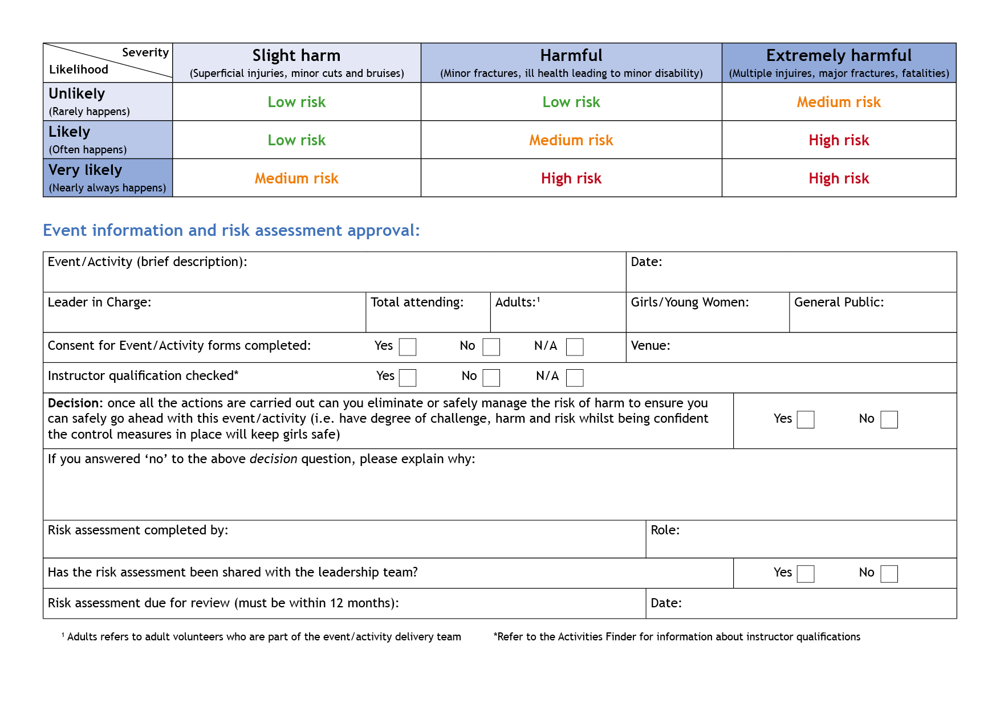 Severity
Likelihood
Slight harm
(Superficial injuries, minor cuts and bruises)
Harmful
(Minor fractures, ill health leading to minor disability)
Extremely harmful
(Multiple injuires, major fractures, fatalities)
Unlikely
(Rarely happens)
Low risk
Low risk
Medium risk
Likely
(Often happens)
Low risk
Medium risk
High risk
Very likely
(Nearly always happens)
Medium risk
High risk
High risk
Event information and risk assessment approval:
Event/Activity (brief description):
Date:
Leader in Charge:
Total attending:
Adults:¹
Girls/Young Women:
General Public:
Consent for Event/Activity forms completed:
Yes
No
N/A
Venue:
Instructor qualification checked*
Yes
No
N/A
Decision: once all the actions are carried out can you eliminate or safely manage the risk of harm to ensure you
can safely go ahead with this event/activity (i.e. have degree of challenge, harm and risk whilst being confident
the control measures in place will keep girls safe)
Yes
No
If you answered ‘no’ to the above decision question, please explain why:
Risk assessment completed by:
Role:
Has the risk assessment been shared with the leadership team?
Yes
No
Risk assessment due for review (must be within 12 months):
Date:
¹ Adults refers to adult volunteers who are part of the event/activity delivery team
*Refer to the Activities Finder for information about instructor qualifications